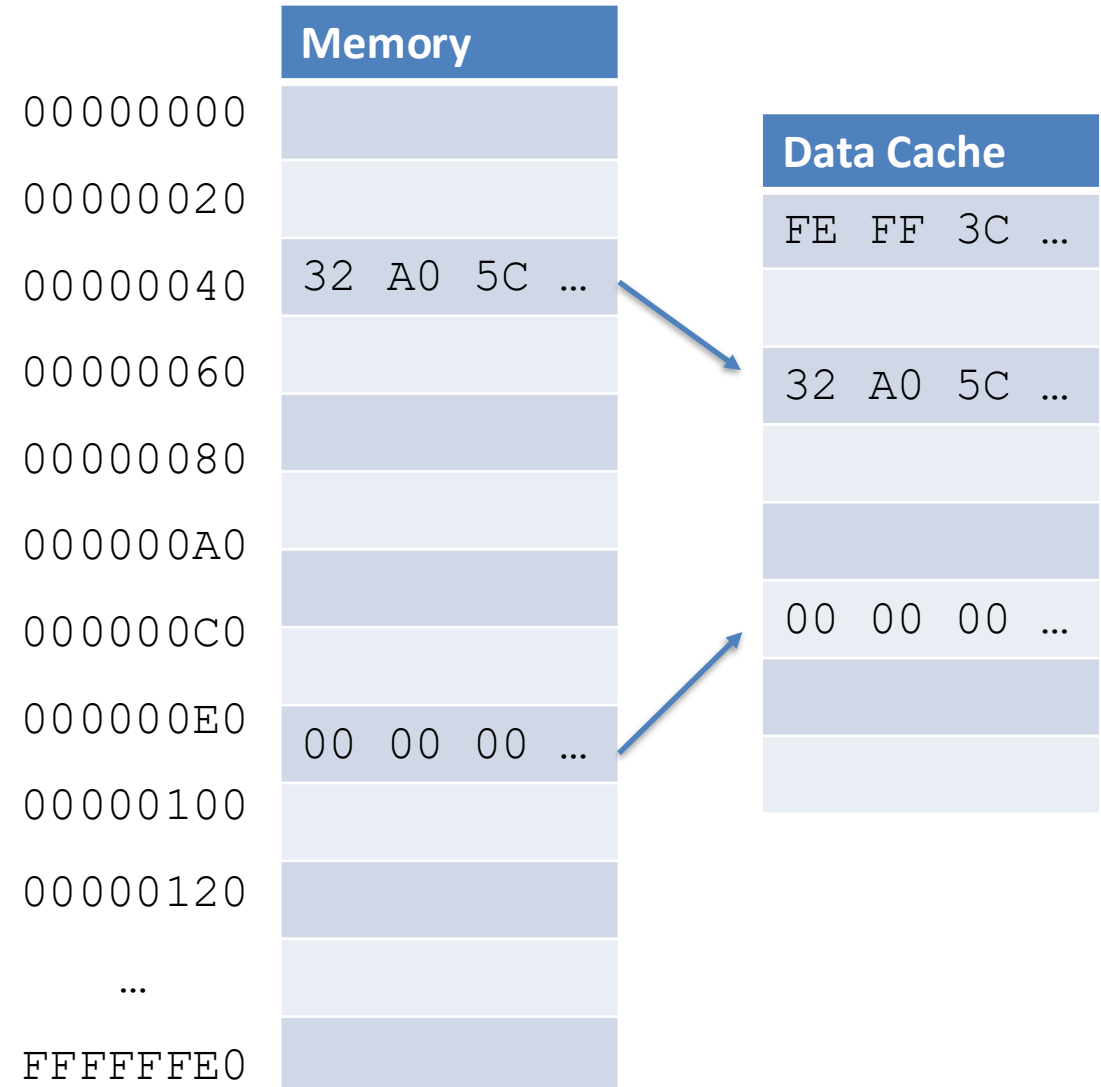 Memory
00000000
Data Cache
00000020
FE FF 3C …
00000040 32 A0 5C …
00000060
32 A0 5C …
00000080
000000A0
000000C0
00 00 00 …
000000E0
00 00 00 …
00000100
00000120
…
FFFFFFE0